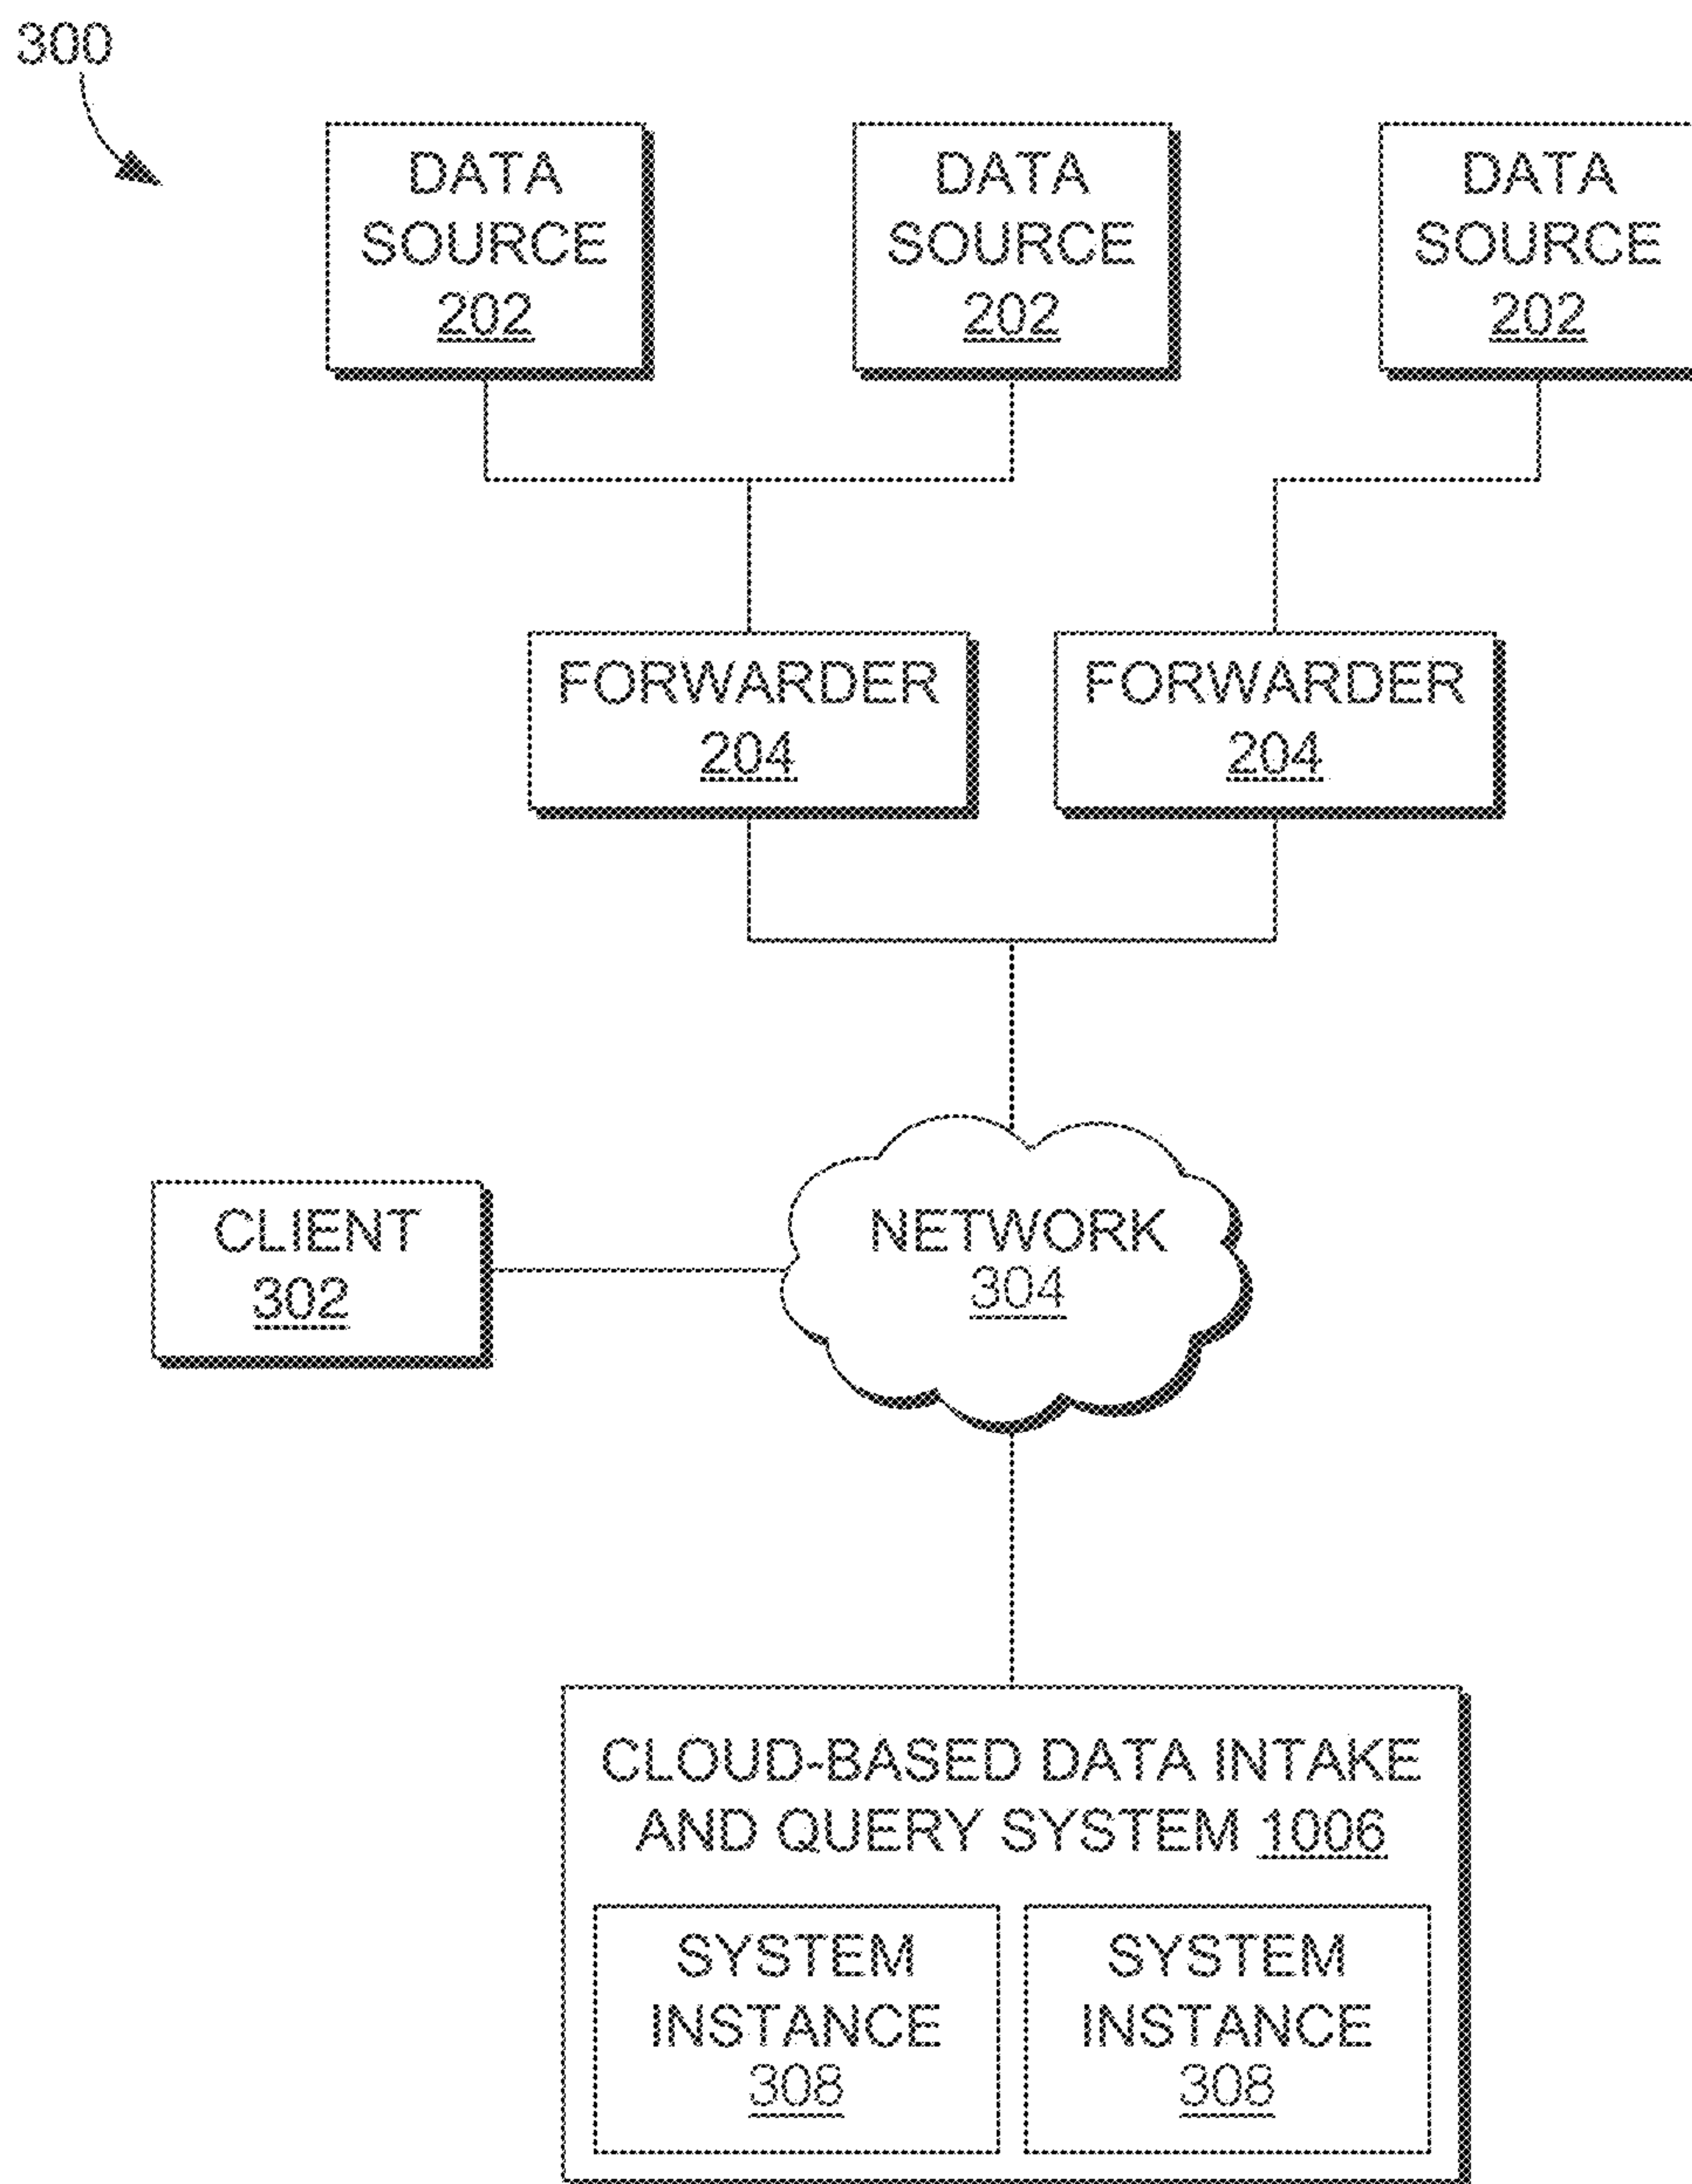 300
DATA
SOURCE
202
DATA
SOURCE
202
DATA
SOURCE
202
FORWARDER
204
FORWARDER
204
CLIENT
302
NETWORK
304
CLOUD-BASED DATA INTAKE
AND QUERY SYSTEM 1006
SYSTEM
INSTANCE
308
SYSTEM
INSTANCE
308